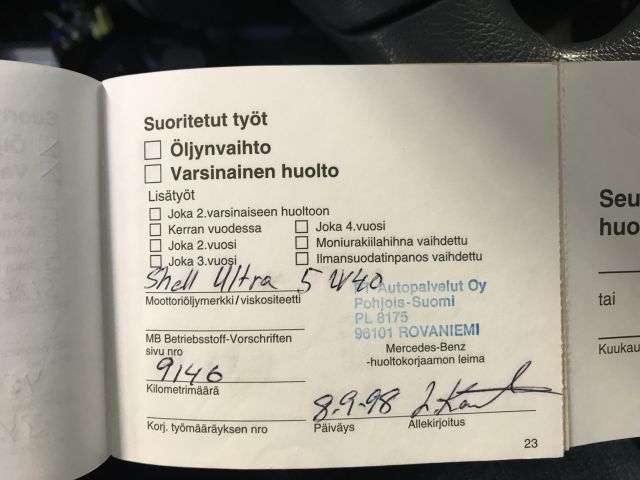 Suoritetut työt
Öljynvaihto
Varsinainen huolto
Lisätyöt
Joka 2.varsinaiseen huoltoon
Kerran vuodessa
Joka 2.vuosi
Joka 3.vuosi
Joka 4.vuosi
Moniurakiilahihna vaihdettu
Ilmansuodatinpanos vaihdettu
Shell Ultra 5W40
Moottoriöljymerkki/viskositeetti
Autopalvelut Oy
Pohjois-Suomi
PL 8175
96101 ROVANIEMI
MB Betriebsstoff-Vorschriften
sivu nro
Mercedes-Benz
-huoltokorjaamon leima
9146
Kilometrimäärä
8.9-98
Korj. työmääräyksen nro
Päiväys
Allekirjoitus
23
Seu
huo
tai
Kuukau